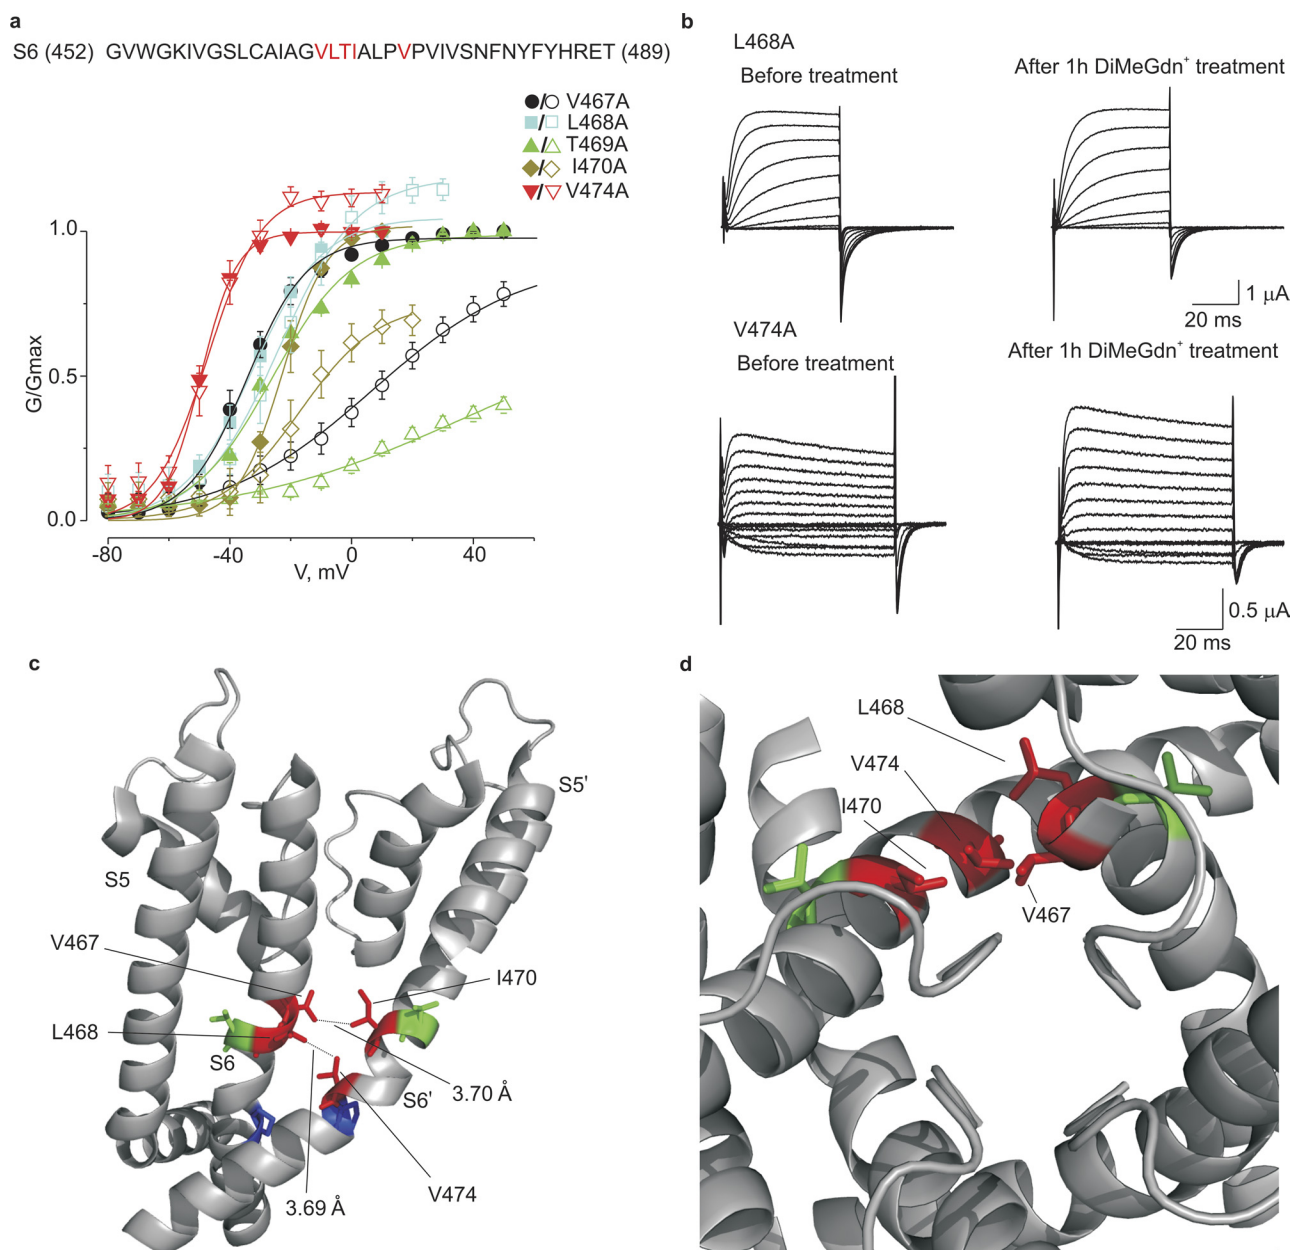 a
S6 (452) GVWGKIVGSLCAIAGVLTIALPVPVIVSNFNYFYHRET (489)
V467A
L468A
T469A
I470A
V474A
1.0
0.5
0.0
G/Gmax
-80
-40
0
40
V, mV
b
L468A
Before treatment
After 1h DiMeGdn⁺ treatment
1 µA
20 ms
V474A
Before treatment
After 1h DiMeGdn⁺ treatment
0.5 µA
20 ms
c
S5
S5'
V467
I470
L468
S6
S6'
3.70 Å
V474
3.69 Å
d
L468
V474
I470
V467